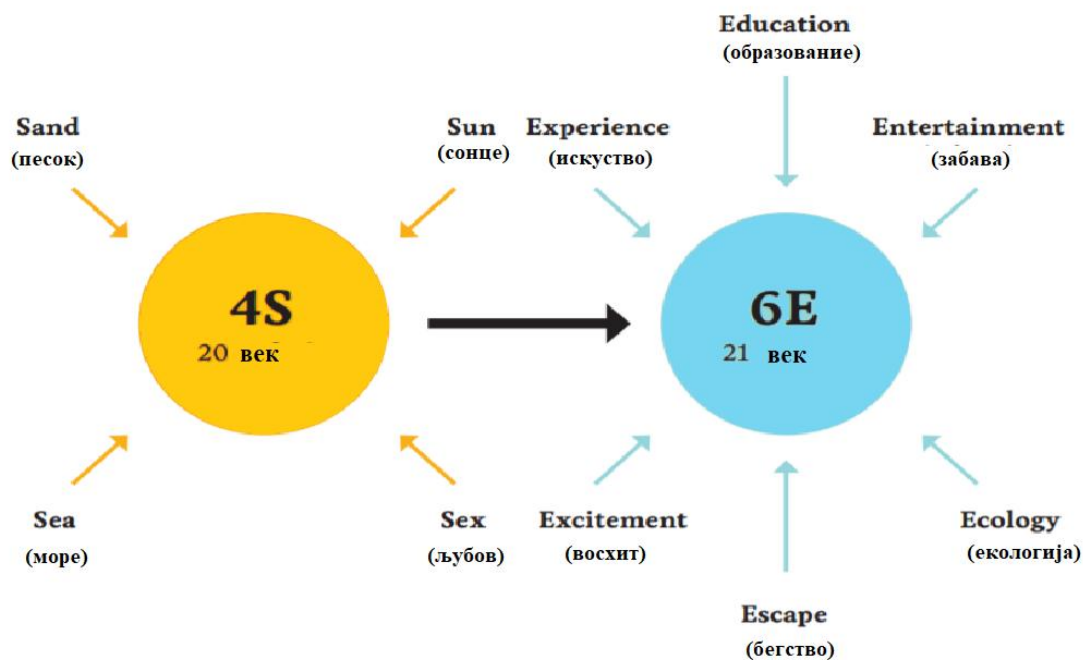 Education
(образование)
Sand
(песок)
Sun
(сонце)
Experience
(искуство)
Entertainment
(забава)
4S
20 век
6E
21 век
Sea
(море)
Sex
(љубов)
Excitement
(восхит)
Ecology
(екологија)
Escape
(бегство)